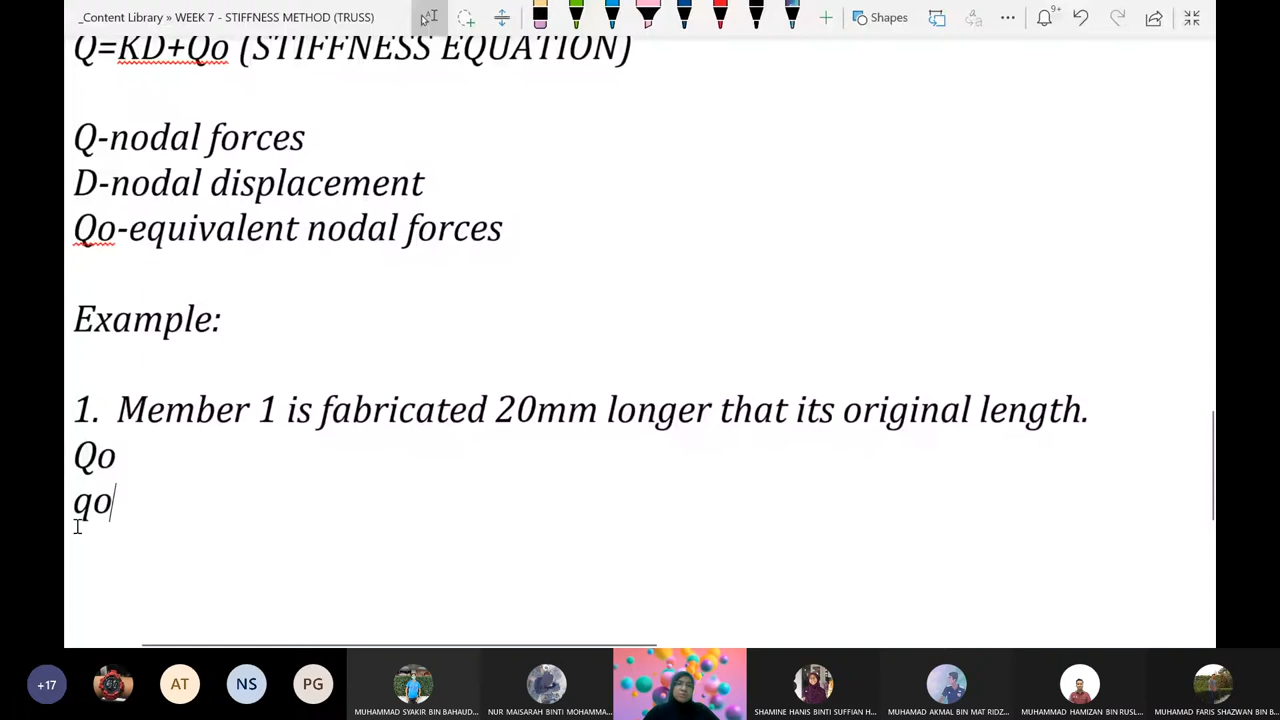 _Content Library » WEEK 7 - STIFFNESS METHOD (TRUSS)
Shapes
9+
Q=KD+Qo (STIFFNESS EQUATION)
Q-nodal forces
D-nodal displacement
Qo-equivalent nodal forces
Example:
1. Member 1 is fabricated 20mm longer that its original length.
Qo
qo
+17
AT
NS
PG
MUHAMMAD SYAKIR BIN BAHAUD...
NUR MAISARAH BINTI MOHAMMA...
SHAMINE HANIS BINTI SUFFIAN H...
MUHAMAD AKMAL BIN MAT RIDZ...
MUHAMMAD HAMIZAN BIN RUSL...
MUHAMAD FARIS SHAZWAN BIN B...